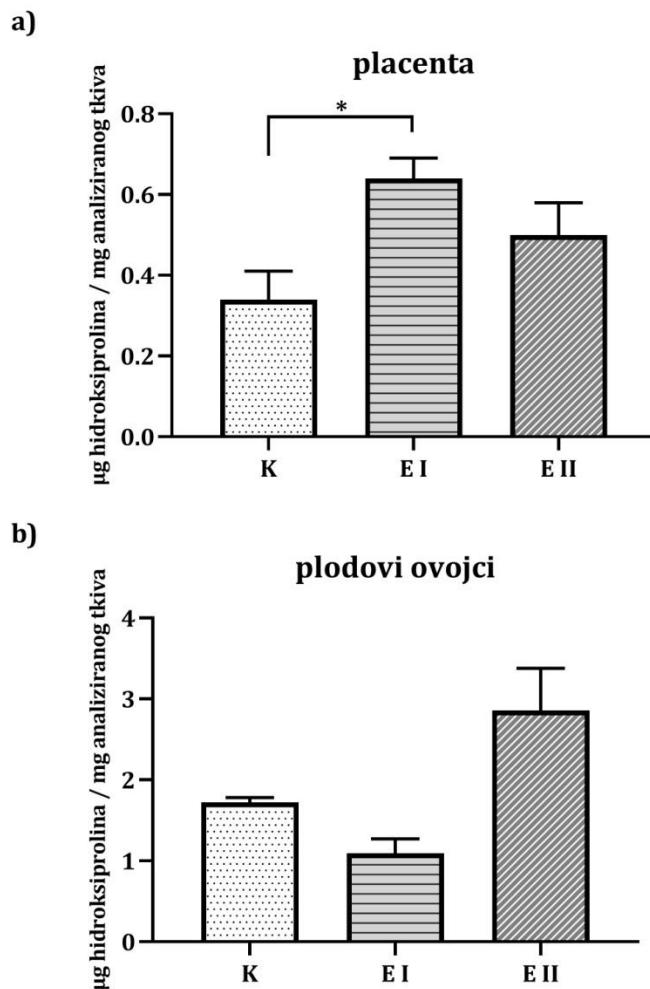 a)
placenta
µg hidroksiprolina / mg analiziranog tkiva
0.8
0.6
0.4
0.2
0.0
*
K
E I
E II
b)
plodovi ovojci
µg hidroksiprolina / mg analiziranog tkiva
4
3
2
1
0
K
E I
E II